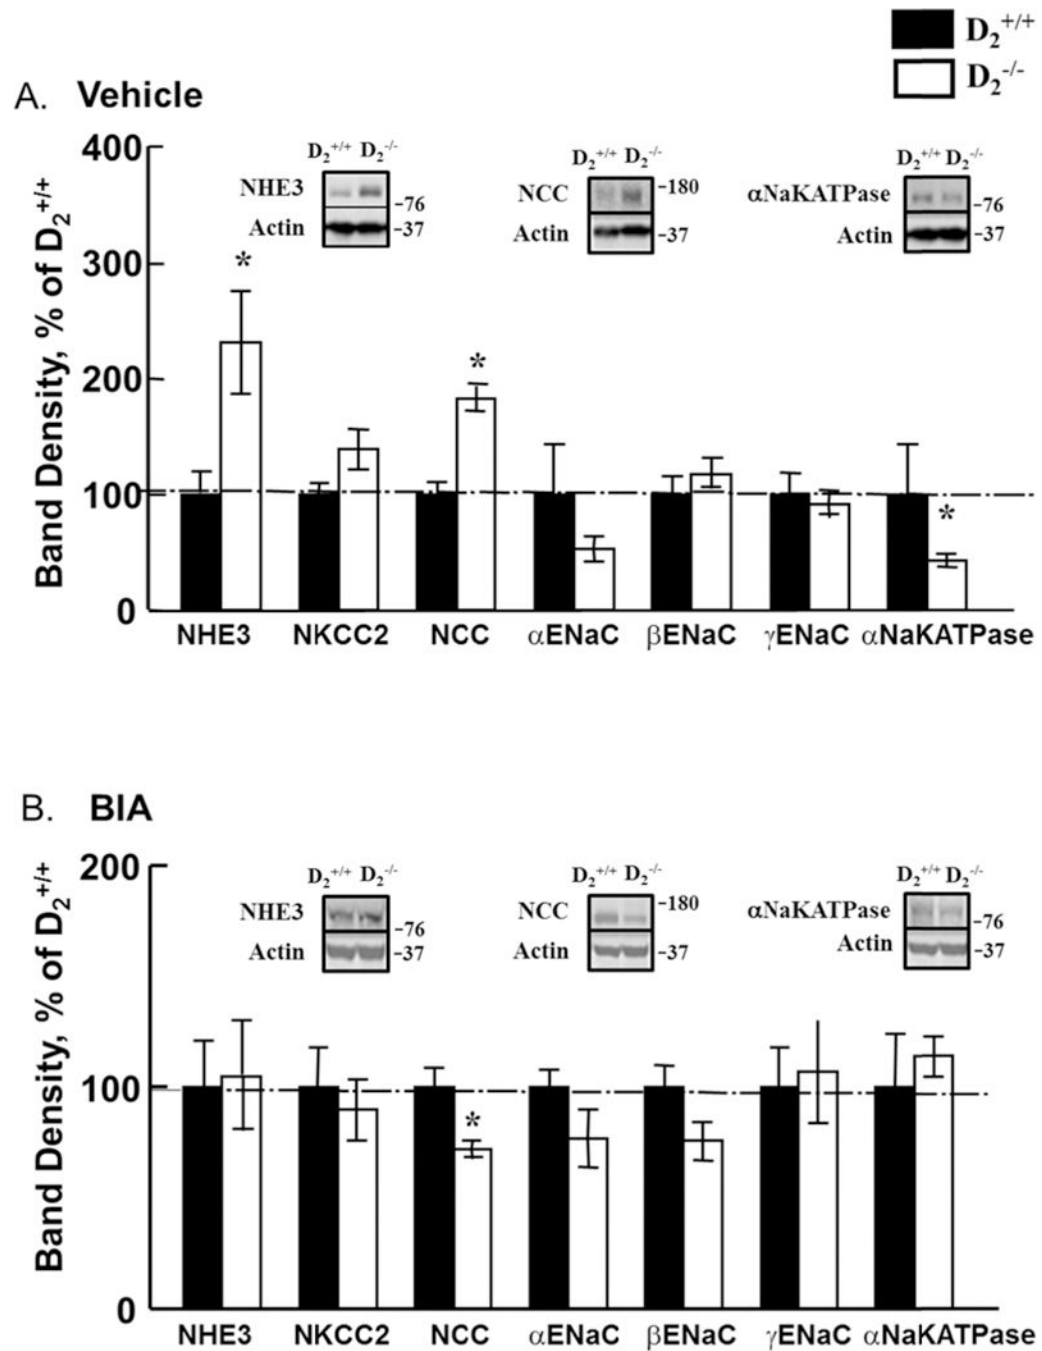 D₂⁺/⁺
D₂⁻/⁻
A. Vehicle
Band Density, % of D₂⁺/⁺
400
300
200
100
0
D₂⁺/⁺ D₂⁻/⁻
NHE3
-76
Actin
-37
D₂⁺/⁺ D₂⁻/⁻
NCC
-180
Actin
-37
D₂⁺/⁺ D₂⁻/⁻
αNaKATPase
-76
Actin
-37
*
*
*
NHE3 NKCC2 NCC αENaC βENaC γENaC αNaKATPase
B. BIA
Band Density, % of D₂⁺/⁺
200
100
0
D₂⁺/⁺ D₂⁻/⁻
NHE3
-76
Actin
-37
D₂⁺/⁺ D₂⁻/⁻
NCC
-180
Actin
-37
D₂⁺/⁺ D₂⁻/⁻
αNaKATPase
-76
Actin
-37
*
NHE3 NKCC2 NCC αENaC βENaC γENaC αNaKATPase